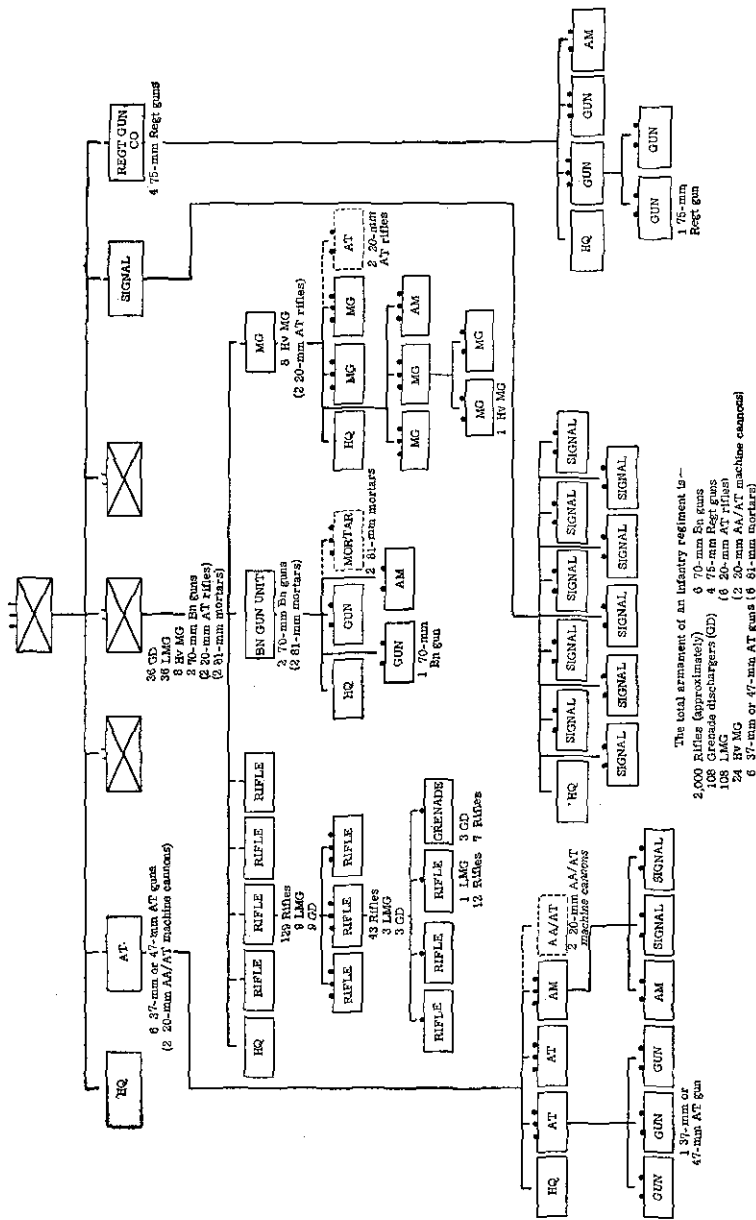 HQ
AT
6 37-mm or 47-mm AT guns
(2 20-mm AA/AT machine cannons)
SIGNAL
REGT GUN
CO
4 75-mm Regt guns
36 GD
36 LMG
8 Hv MG
2 70-mm Bn guns
(2 20-mm AT rifles)
(2 81-mm mortars)
HQ
RIFLE
RIFLE
RIFLE
RIFLE
BN GUN UNIT
2 70-mm Bn guns
(2 81-mm mortars)
MG
8 Hv MG
(2 20-mm AT rifles)
129 Rifles
9 LMG
9 GD
RIFLE
RIFLE
RIFLE
43 Rifles
3 LMG
3 GD
RIFLE
RIFLE
RIFLE
GRENADE
1 LMG
12 Rifles
3 GD
7 Rifles
HQ
GUN
MORTAR
2 81-mm mortars
GUN
AM
1 70-mm
Bn gun
HQ
MG
MG
AT
2 20-mm
AT rifles
MG
MG
AM
MG
MG
1 Hv MG
HQ
AT
AT
AM
AA/AT
2 20-mm AA/AT
machine cannons
GUN
GUN
GUN
1 37-mm or
47-mm AT gun
AM
SIGNAL
SIGNAL
HQ
SIGNAL
SIGNAL
SIGNAL
SIGNAL
SIGNAL
SIGNAL
SIGNAL
SIGNAL
SIGNAL
SIGNAL
HQ
GUN
GUN
AM
GUN
GUN
1 75-mm
Regt gun
The total armament of an infantry regiment is—
2,000 Rifles (approximately) 6 70-mm Bn guns
108 Grenade dischargers (GD) 4 75-mm Regt guns
108 LMG (6 20-mm AT rifles)
24 Hv MG (2 20-mm AA/AT machine cannons)
6 37-mm or 47-mm AT guns (6 81-mm mortars)